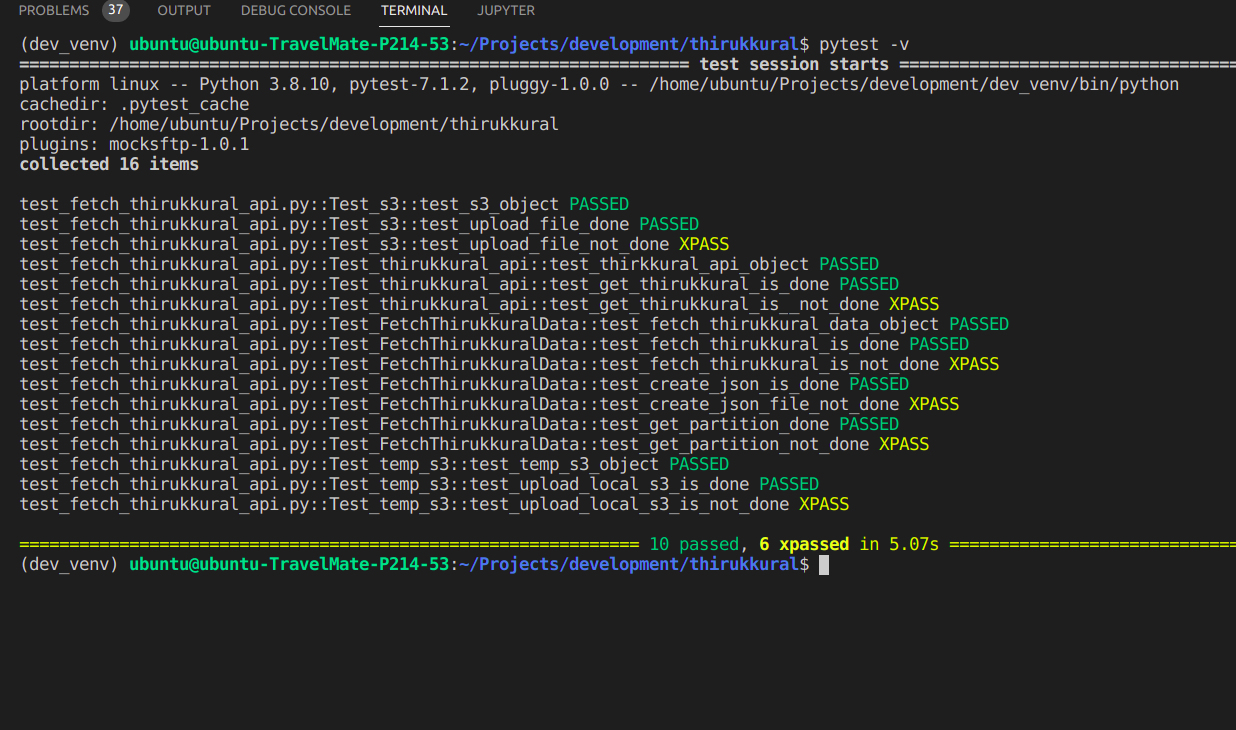 PROBLEMS 37 OUTPUT DEBUG CONSOLE TERMINAL JUPYTER
(dev_venv) ubuntu@ubuntu-TravelMate-P214-53:~/Projects/development/thirukkural$ pytest -v
=================================================================== test session starts ==================================
platform linux -- Python 3.8.10, pytest-7.1.2, pluggy-1.0.0 -- /home/ubuntu/Projects/development/dev_venv/bin/python
cachedir: .pytest_cache
rootdir: /home/ubuntu/Projects/development/thirukkural
plugins: mocksftp-1.0.1
collected 16 items
test_fetch_thirukkural_api.py::Test_s3::test_s3_object PASSED
test_fetch_thirukkural_api.py::Test_s3::test_upload_file_done PASSED
test_fetch_thirukkural_api.py::Test_s3::test_upload_file_not_done XPASS
test_fetch_thirukkural_api.py::Test_thirukkural_api::test_thirkkural_api_object PASSED
test_fetch_thirukkural_api.py::Test_thirukkural_api::test_get_thirukkural_is_done PASSED
test_fetch_thirukkural_api.py::Test_thirukkural_api::test_get_thirukkural_is__not_done XPASS
test_fetch_thirukkural_api.py::Test_FetchThirukkuralData::test_fetch_thirukkural_data_object PASSED
test_fetch_thirukkural_api.py::Test_FetchThirukkuralData::test_fetch_thirukkural_is_done PASSED
test_fetch_thirukkural_api.py::Test_FetchThirukkuralData::test_fetch_thirukkural_is_not_done XPASS
test_fetch_thirukkural_api.py::Test_FetchThirukkuralData::test_create_json_is_done PASSED
test_fetch_thirukkural_api.py::Test_FetchThirukkuralData::test_create_json_file_not_done XPASS
test_fetch_thirukkural_api.py::Test_FetchThirukkuralData::test_get_partition_done PASSED
test_fetch_thirukkural_api.py::Test_FetchThirukkuralData::test_get_partition_not_done XPASS
test_fetch_thirukkural_api.py::Test_temp_s3::test_temp_s3_object PASSED
test_fetch_thirukkural_api.py::Test_temp_s3::test_upload_local_s3_is_done PASSED
test_fetch_thirukkural_api.py::Test_temp_s3::test_upload_local_s3_is_not_done XPASS
============================================================== 10 passed, 6 xpassed in 5.07s =============================
(dev_venv) ubuntu@ubuntu-TravelMate-P214-53:~/Projects/development/thirukkural$